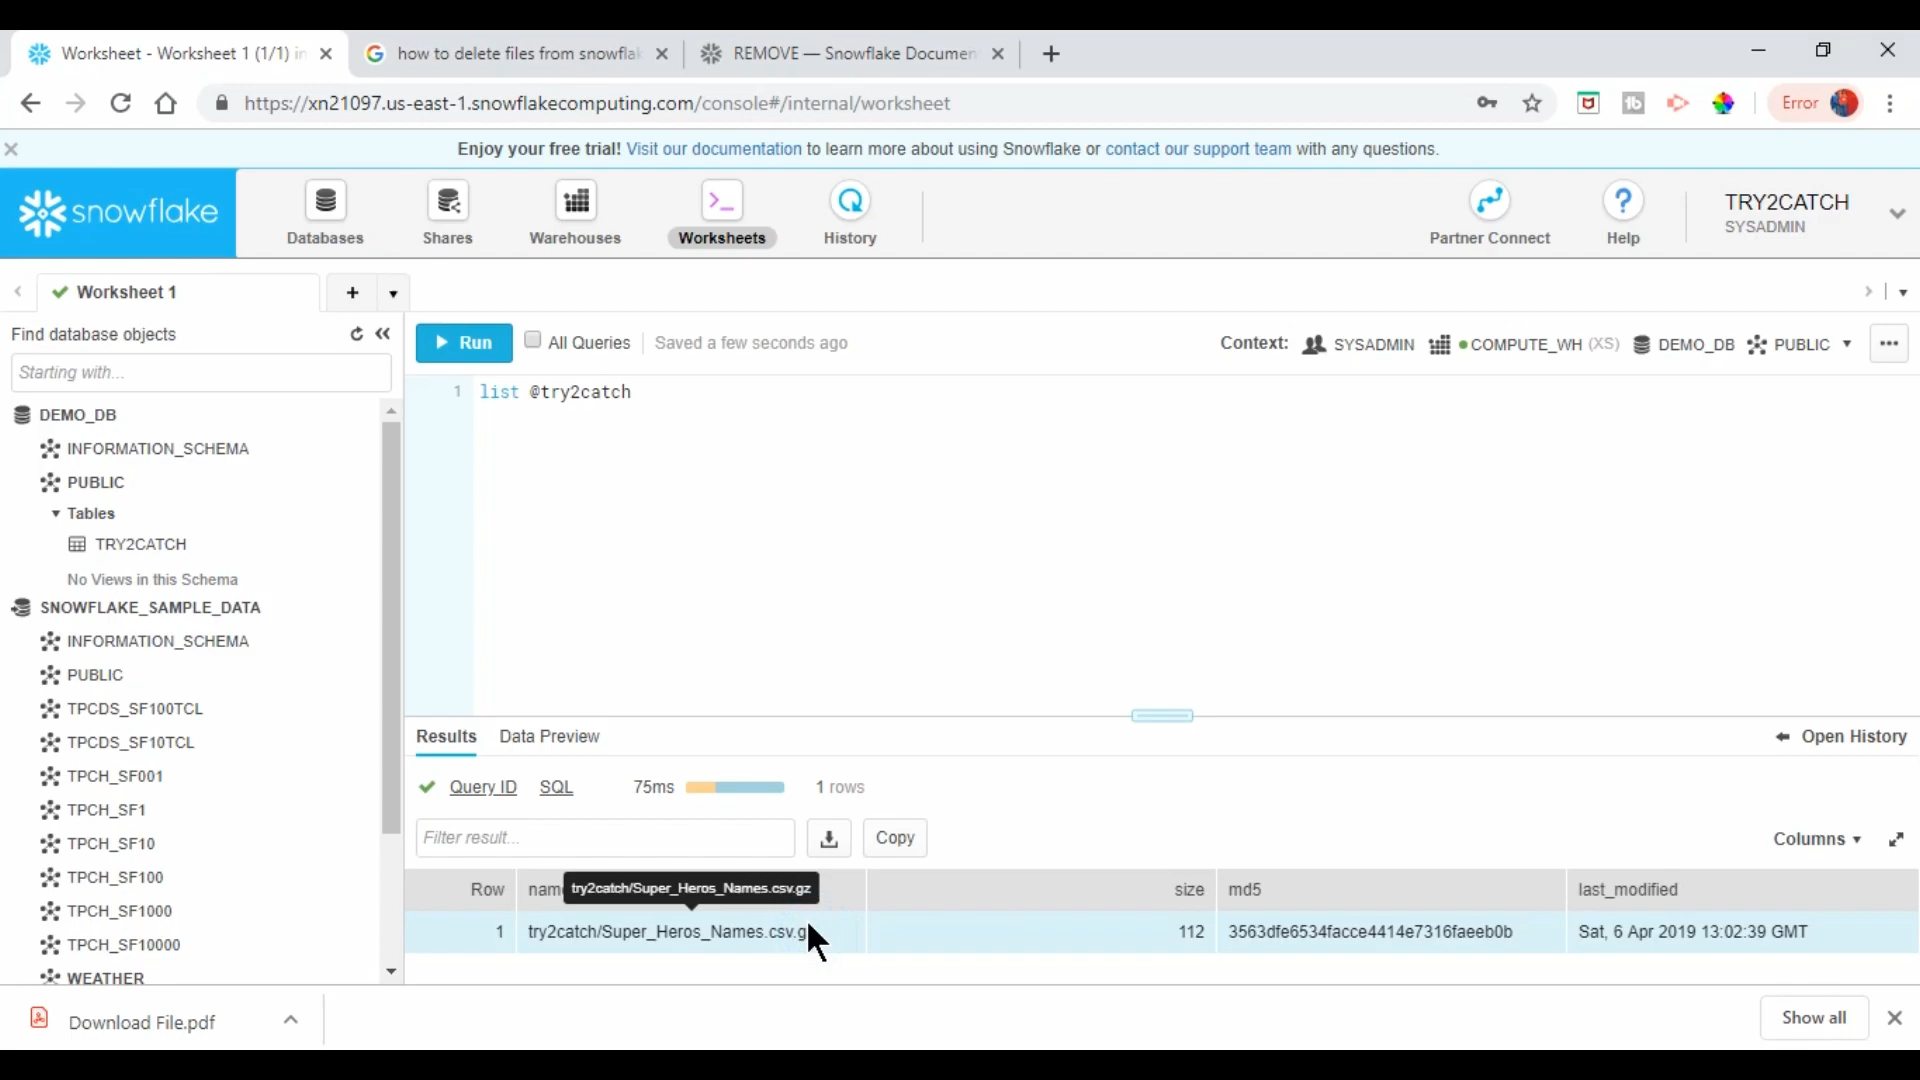 Worksheet - Worksheet 1 (1/1) in
how to delete files from snowflak
REMOVE — Snowflake Documen
https://xn21097.us-east-1.snowflakecomputing.com/console#/internal/worksheet
Error
Enjoy your free trial! Visit our documentation to learn more about using Snowflake or contact our support team with any questions.
snowflake
Databases
Shares
Warehouses
Worksheets
History
Partner Connect
Help
TRY2CATCH
SYSADMIN
Worksheet 1
Find database objects
Starting with...
DEMO_DB
INFORMATION_SCHEMA
PUBLIC
Tables
TRY2CATCH
No Views in this Schema
SNOWFLAKE_SAMPLE_DATA
INFORMATION_SCHEMA
PUBLIC
TPCDS_SF100TCL
TPCDS_SF10TCL
TPCH_SF001
TPCH_SF1
TPCH_SF10
TPCH_SF100
TPCH_SF1000
TPCH_SF10000
WEATHER
Run All Queries Saved a few seconds ago
Context: SYSADMIN COMPUTE_WH (XS) DEMO_DB PUBLIC
1 list @try2catch
Results Data Preview Open History
Query ID SQL 75ms 1 rows
Filter result... Copy Columns
try2catch/Super_Heros_Names.csv.gz
Row nam size md5 last_modified
1 try2catch/Super_Heros_Names.csv.g 112 3563dfe6534facce4414e7316faeeb0b Sat, 6 Apr 2019 13:02:39 GMT
Download File.pdf
Show all